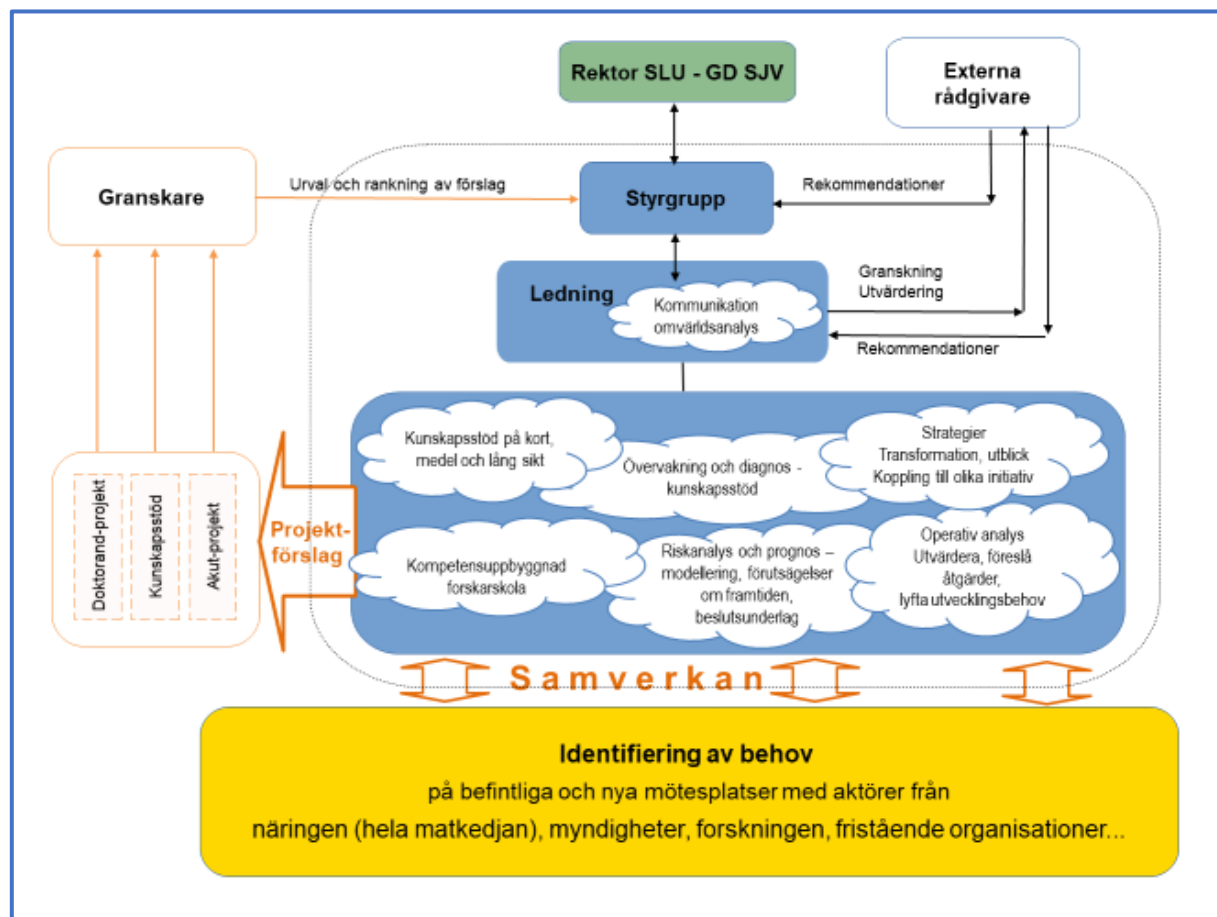 Rektor SLU - GD SJV
Externa
rådgivare
Granskare
Urval och rankning av förslag
Styrgrupp
Rekommendationer
Ledning
Kommunikation
omvärldsanalys
Granskning
Utvärdering
Rekommendationer
Kunskapsstöd på kort,
medel och lång sikt
Övervakning och diagnos -
kunskapsstöd
Strategier
Transformation, utblick
Koppling till olika initiativ
Doktorand-projekt
Kunskapsstöd
Akut-projekt
Projekt-
förslag
Kompetensuppbyggnad
forskarskola
Riskanalys och prognos –
modellering, förutsägelser
om framtiden,
beslutsunderlag
Operativ analys
Utvärdera, föreslå
åtgärder,
lyfta utvecklingsbehov
Samverkan
Identifiering av behov
på befintliga och nya mötesplatser med aktörer från
näringen (hela matkedjan), myndigheter, forskningen, fristående organisationer...